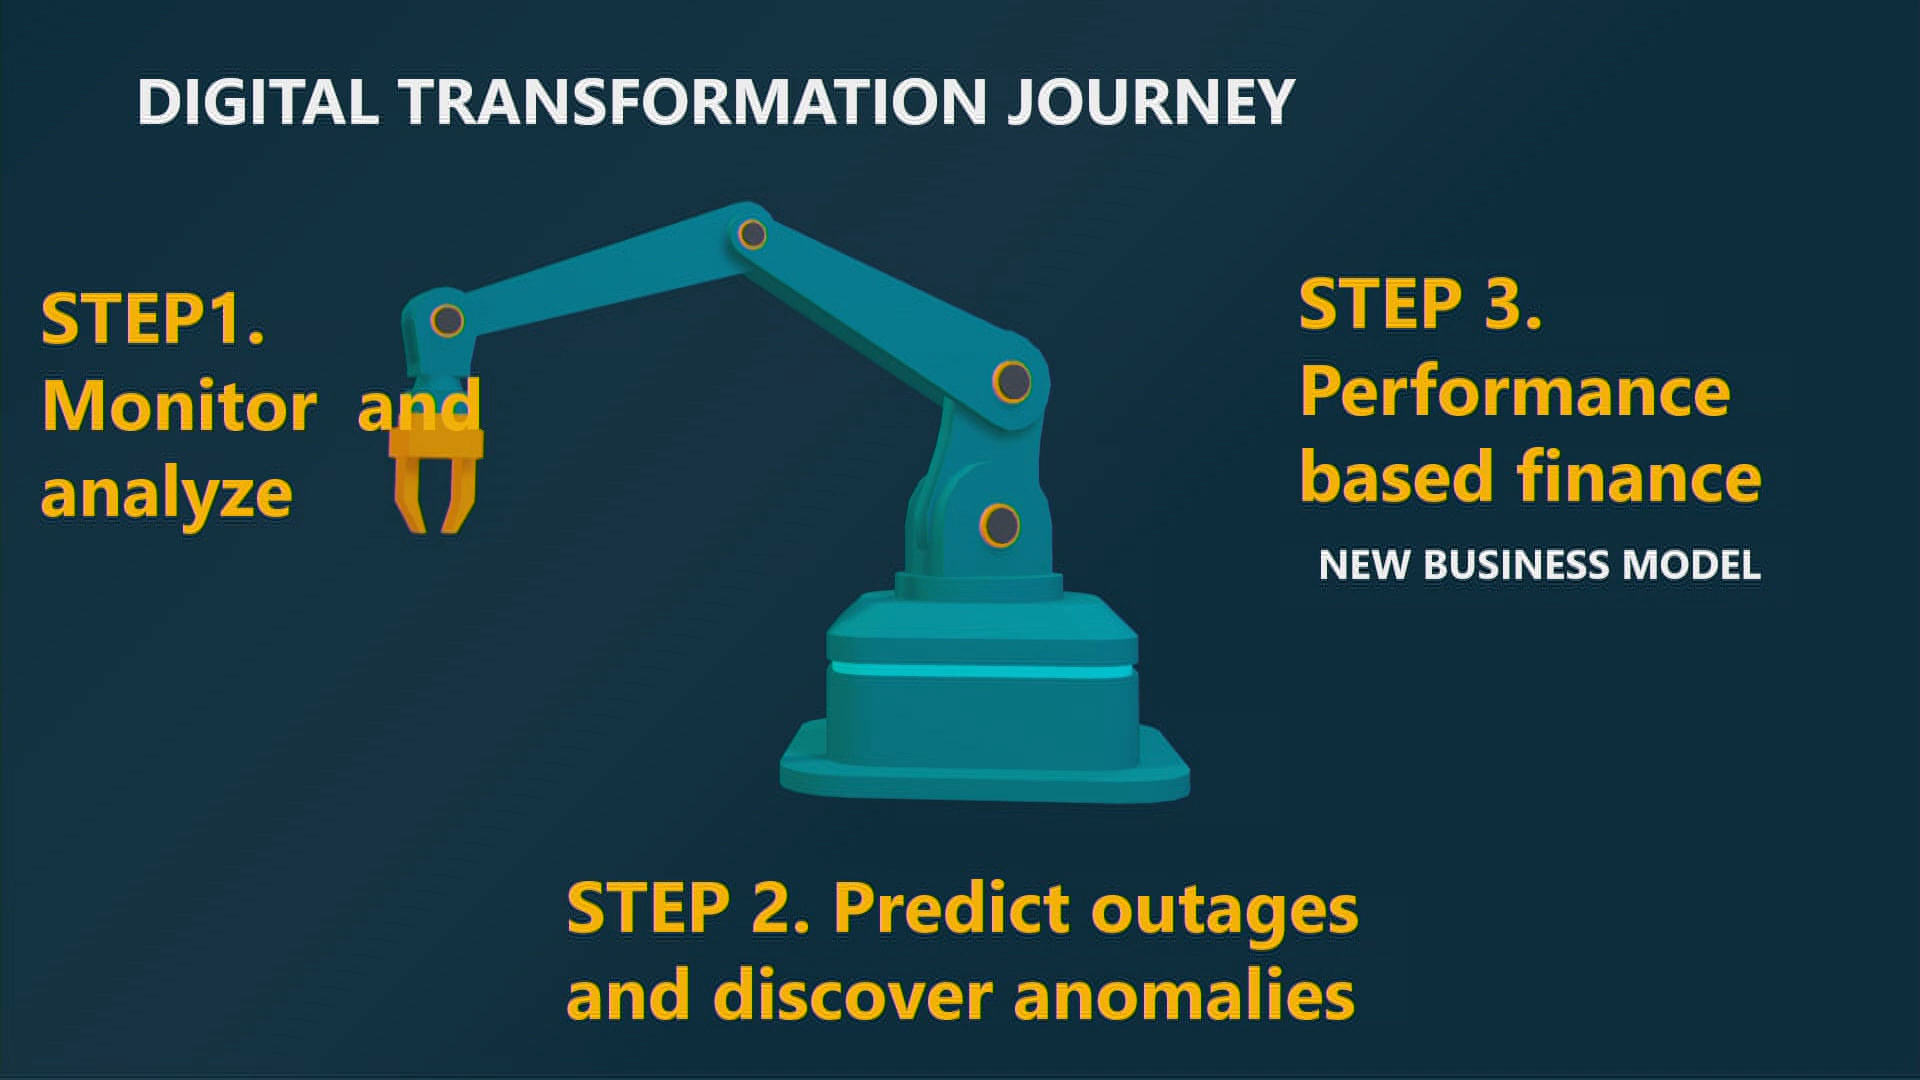 DIGITAL TRANSFORMATION JOURNEY
STEP1.
Monitor and
analyze
STEP 3.
Performance
based finance
NEW BUSINESS MODEL
STEP 2. Predict outages
and discover anomalies